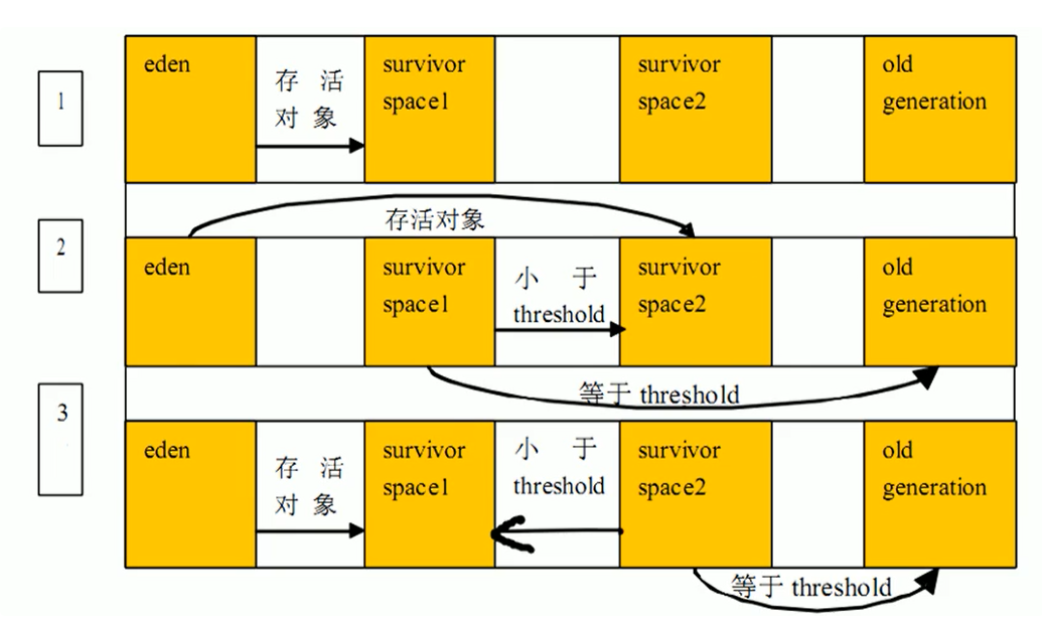 1
eden
存 活
对 象
survivor
space1
survivor
space2
old
generation
2
存活对象
eden
survivor
space1
小 于
threshold
survivor
space2
old
generation
等于 threshold
3
eden
存 活
对 象
survivor
space1
小 于
threshold
survivor
space2
old
generation
等于 threshold